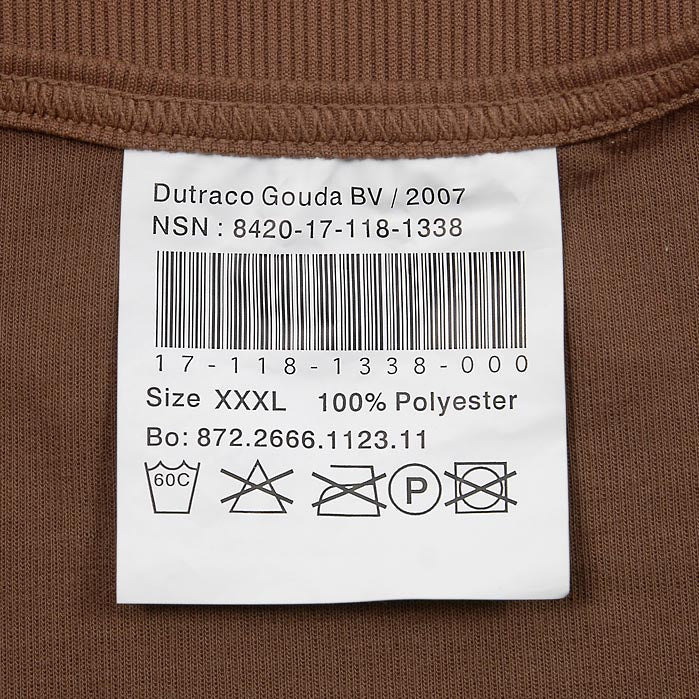 Dutraco Gouda BV / 2007
NSN : 8420-17-118-1338
17-118-1338-000
Size XXXL 100% Polyester
Bo: 872.2666.1123.11
60C P